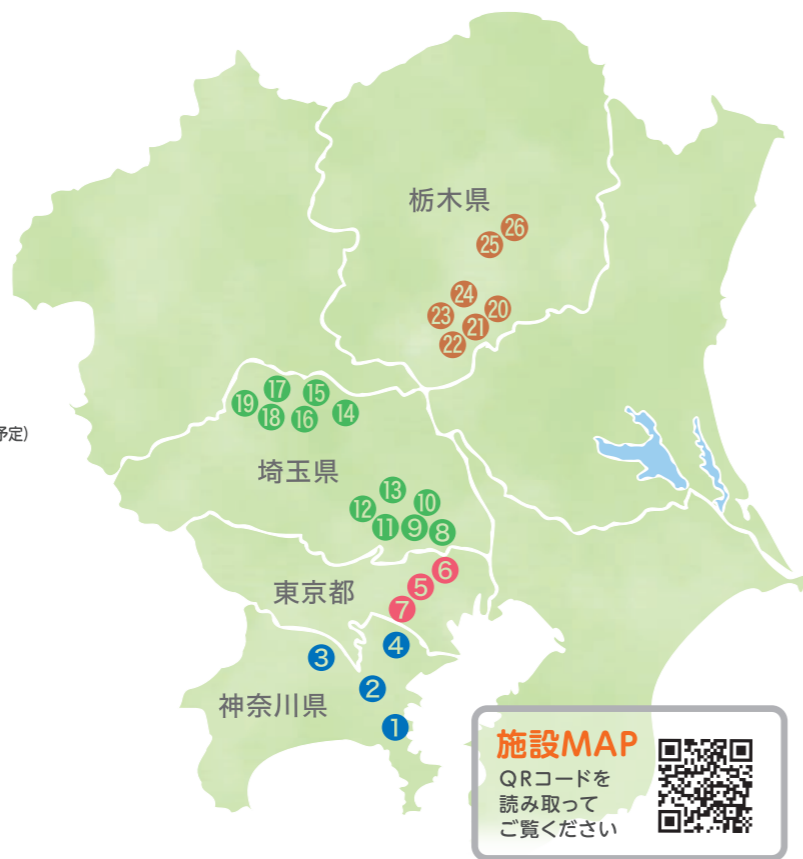 栃木県
㉖
㉕
㉔
㉓
⑳
㉑
㉒
⑰
⑮
⑲
⑭
⑱
⑯
予定)
埼玉県
⑬
⑫
⑩
⑪
⑨
⑧
東京都
⑥
⑤
⑦
④
③
②
神奈川県
①
施設MAP
QRコードを
読み取って
ご覧ください